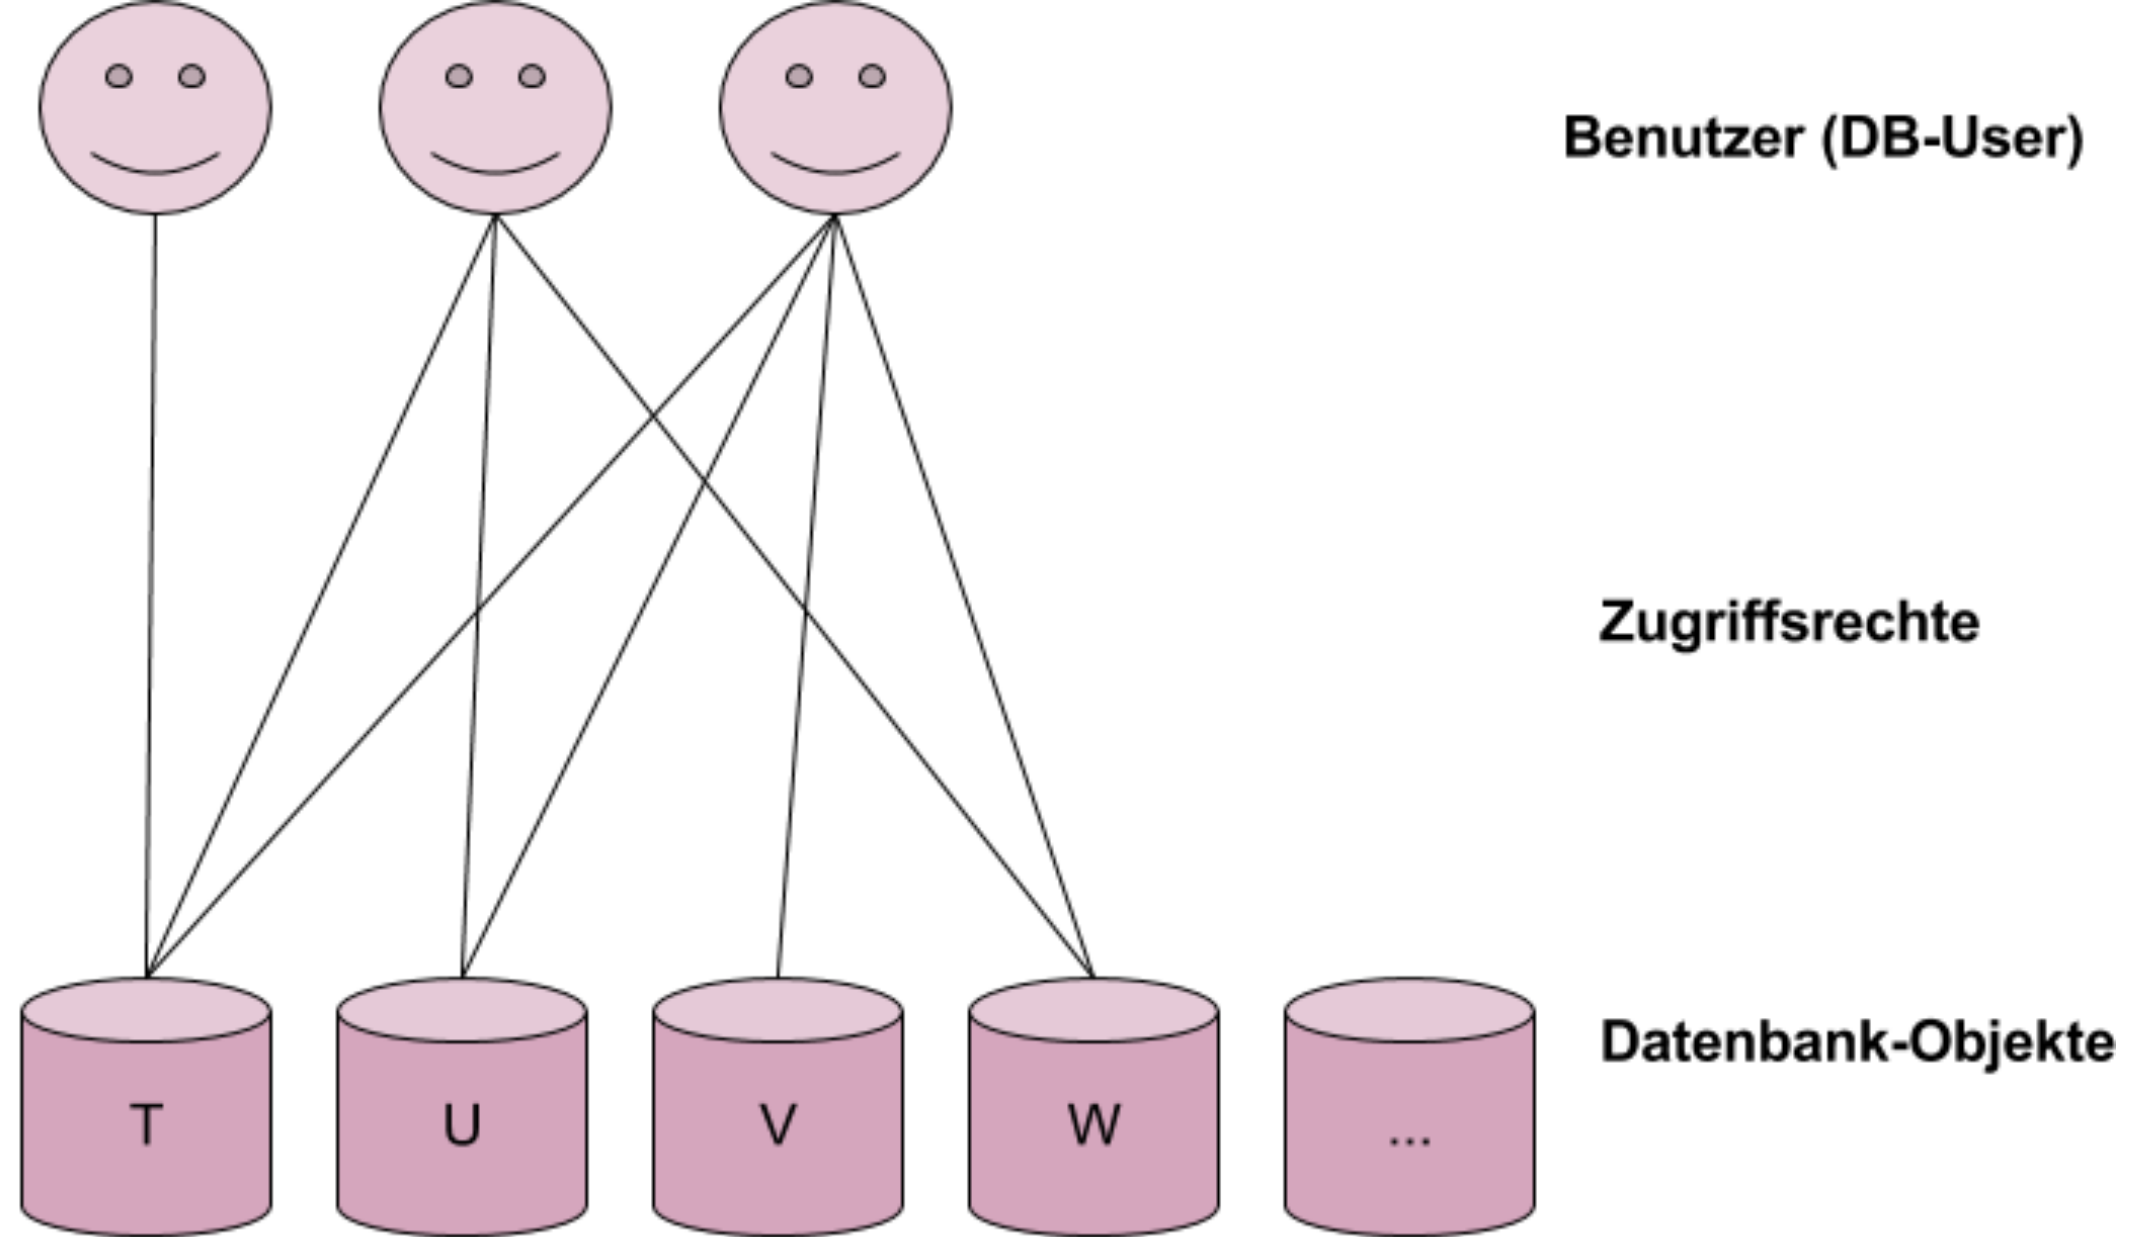 Benutzer (DB-User)
Zugriffsrechte
Datenbank-Objekte
T
U
V
W
...